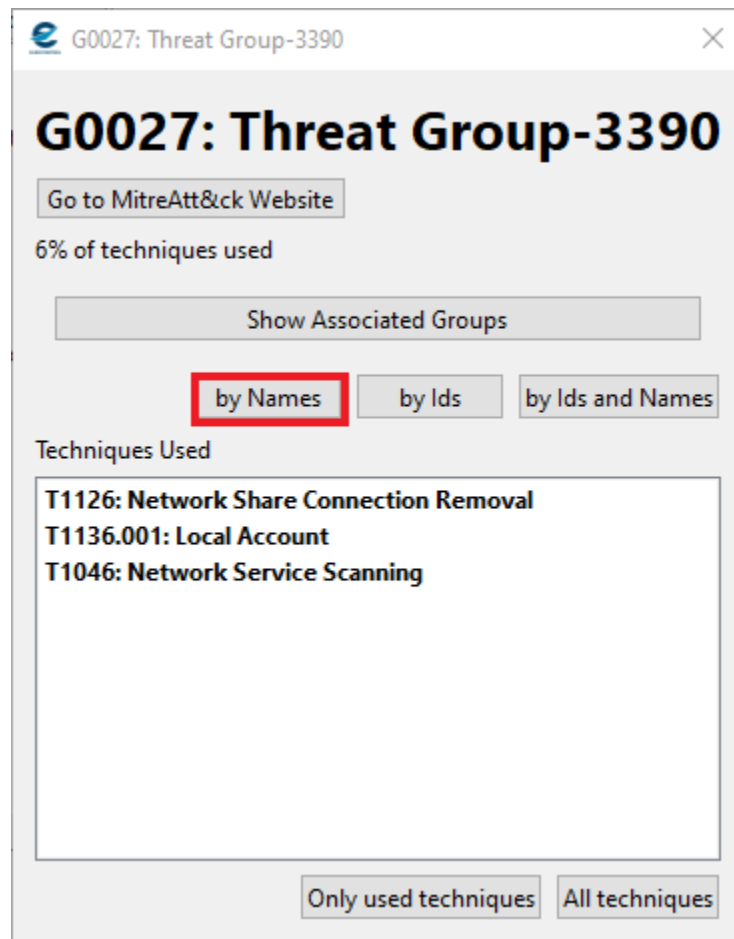 G0027: Threat Group-3390
G0027: Threat Group-3390
Go to MitreAtt&ck Website
6% of techniques used
Show Associated Groups
by Names by Ids by Ids and Names
Techniques Used
T1126: Network Share Connection Removal
T1136.001: Local Account
T1046: Network Service Scanning
Only used techniques All techniques